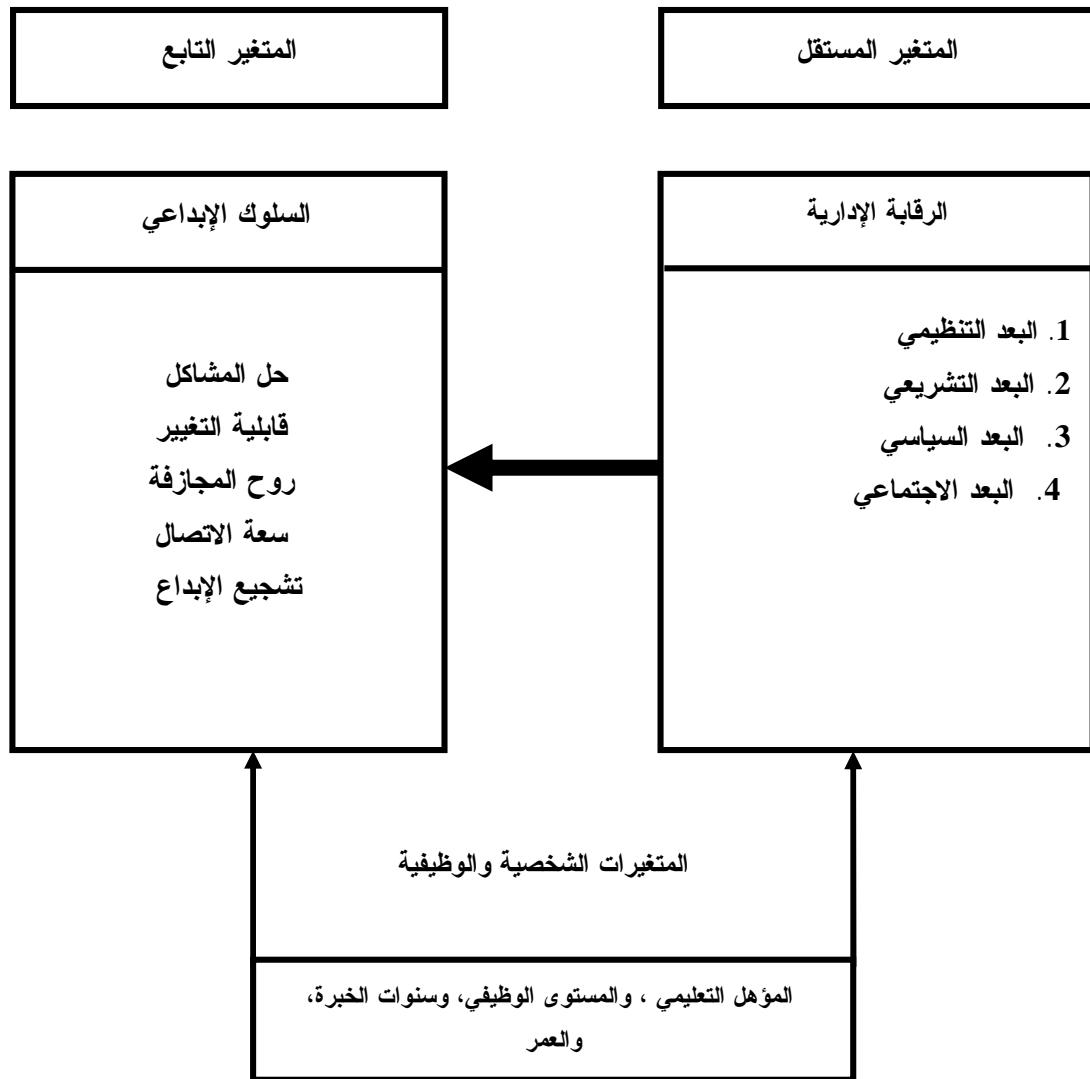 المتغير المستقل
المتغير التابع
الرقابة الإدارية
1. البعد التنظيمي
2. البعد التشريعي
3. البعد السياسي
4. البعد الاجتماعي
السلوك الإبداعي
حل المشاكل
قابلية التغيير
روح المجازفة
سعة الاتصال
تشجيع الإبداع
المتغيرات الشخصية والوظيفية
المؤهل التعليمي ، والمستوى الوظيفي، وسنوات الخبرة،
والعمر